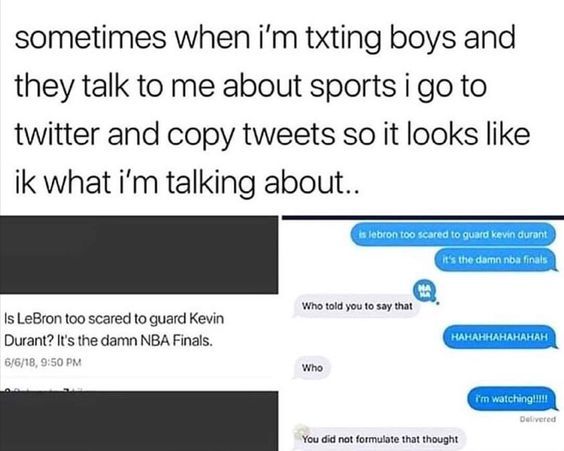 sometimes when i'm txting boys and
they talk to me about sports i go to
twitter and copy tweets so it looks like
ik what i'm talking about..
Is LeBron too scared to guard Kevin
Durant? It's the damn NBA Finals.
6/6/18, 9:50 PM
is lebron too scared to guard kevin durant
it's the damn nba finals
HA
HA
Who told you to say that
HAHAHHAHAHAHAH
Who
i'm watching!!!!!
Delivered
You did not formulate that thought